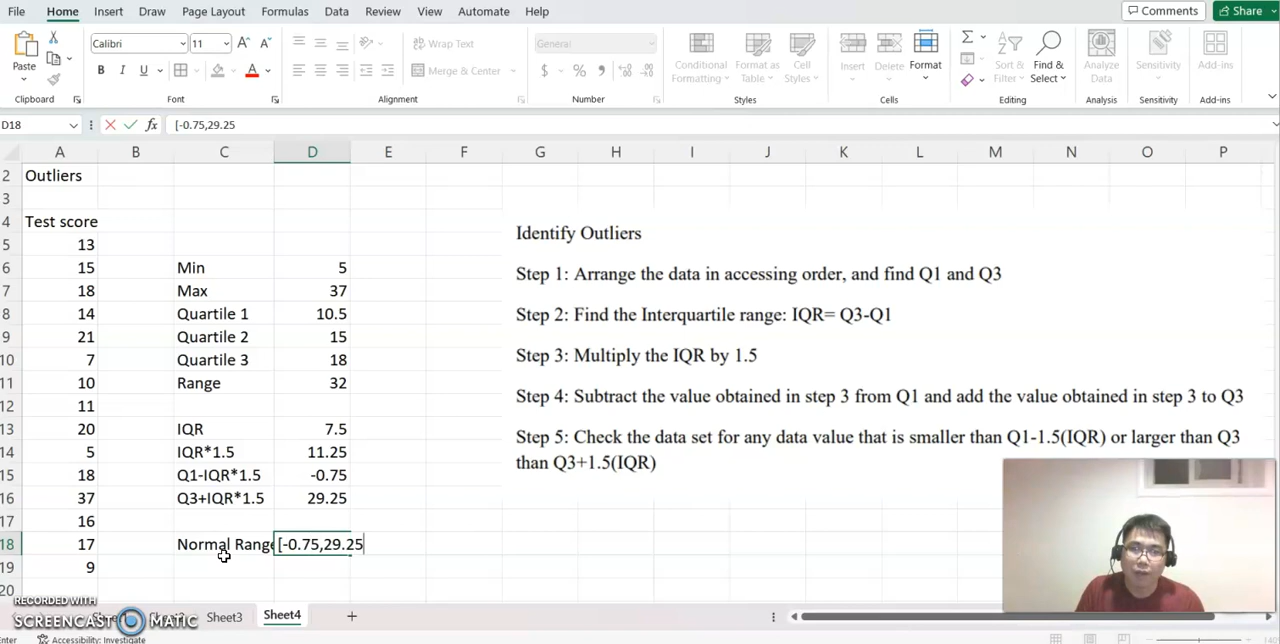 File Home Insert Draw Page Layout Formulas Data Review View Automate Help Comments Share
Calibri 11 Wrap Text General
Paste B I U Merge & Center $ % Conditional Formatting Format as Table Cell Styles Insert Delete Format Sort & Filter Find & Select Analyze Data Sensitivity Add-ins
Clipboard Font Alignment Number Styles Cells Editing Analysis Sensitivity Add-ins
D18 fx [-0.75,29.25
A B C D E F G H I J K L M N O P
2 Outliers
3
4 Test score
5 13
6 15 Min 5
7 18 Max 37
8 14 Quartile 1 10.5
9 21 Quartile 2 15
10 7 Quartile 3 18
11 10 Range 32
12 11
13 20 IQR 7.5
14 5 IQR*1.5 11.25
15 18 Q1-IQR*1.5 -0.75
16 37 Q3+IQR*1.5 29.25
17 16
18 17 Normal Range [-0.75,29.25
19 9
20
Identify Outliers
Step 1: Arrange the data in accessing order, and find Q1 and Q3
Step 2: Find the Interquartile range: IQR= Q3-Q1
Step 3: Multiply the IQR by 1.5
Step 4: Subtract the value obtained in step 3 from Q1 and add the value obtained in step 3 to Q3
Step 5: Check the data set for any data value that is smaller than Q1-1.5(IQR) or larger than Q3
than Q3+1.5(IQR)
RECORDED WITH
SCREENCAST MATIC
Sheet3 Sheet4
Enter Accessibility: Investigate